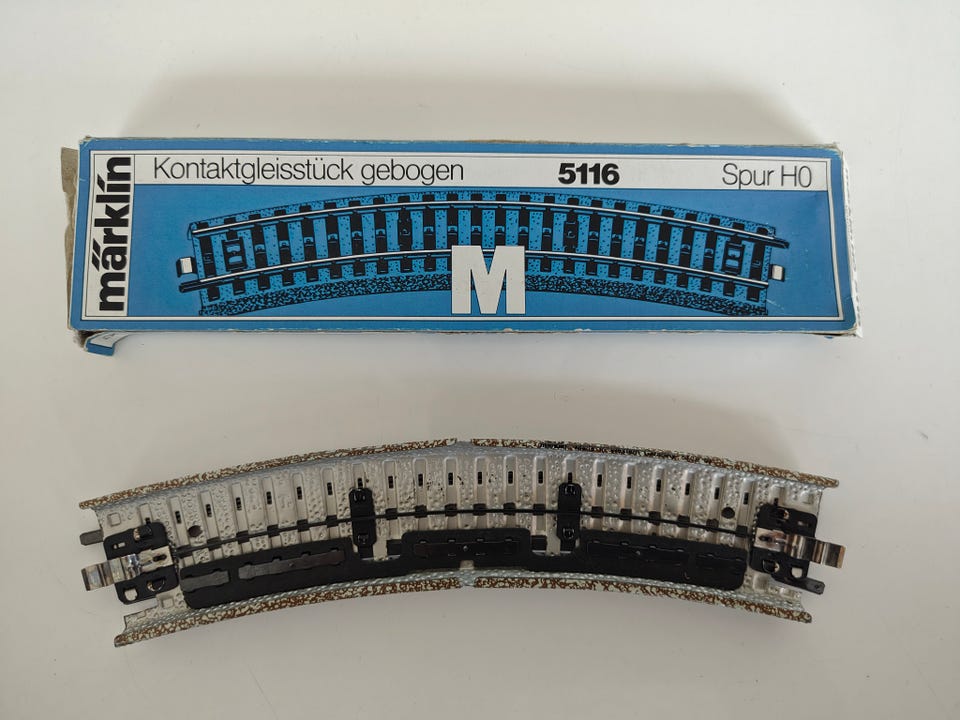 märklin
Kontaktgleisstück gebogen 5116 Spur H0
M